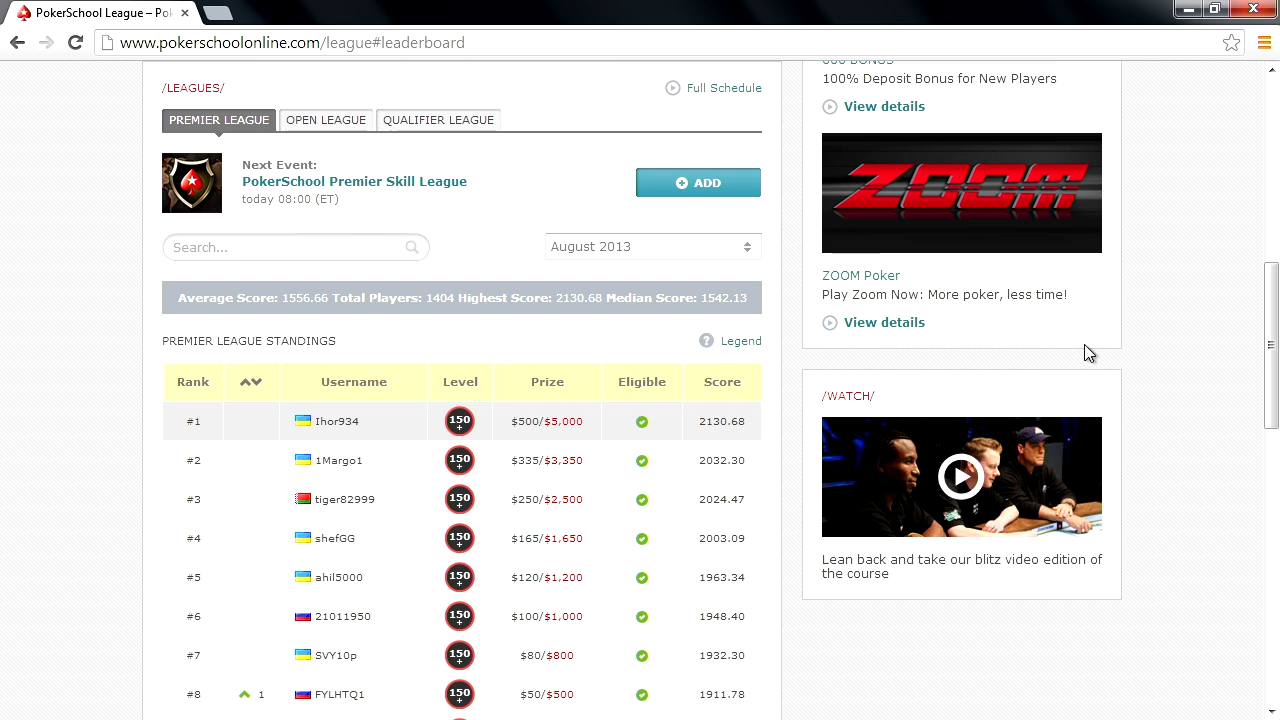 PokerSchool League – Pok
www.pokerschoolonline.com/league#leaderboard
/LEAGUES/
Full Schedule
PREMIER LEAGUE
OPEN LEAGUE
QUALIFIER LEAGUE
Next Event:
PokerSchool Premier Skill League
today 08:00 (ET)
ADD
Search...
August 2013
Average Score: 1556.66 Total Players: 1404 Highest Score: 2130.68 Median Score: 1542.13
PREMIER LEAGUE STANDINGS
Legend
Rank Username Level Prize Eligible Score
#1 Ihor934 150+ $500/$5,000 2130.68
#2 1Margo1 150+ $335/$3,350 2032.30
#3 tiger82999 150+ $250/$2,500 2024.47
#4 shefGG 150+ $165/$1,650 2003.09
#5 ahil5000 150+ $120/$1,200 1963.34
#6 21011950 150+ $100/$1,000 1948.40
#7 SVY10p 150+ $80/$800 1932.30
#8 1 FYLHTQ1 150+ $50/$500 1911.78
100% Deposit Bonus for New Players
View details
ZOOM
ZOOM Poker
Play Zoom Now: More poker, less time!
View details
/WATCH/
Lean back and take our blitz video edition of
the course